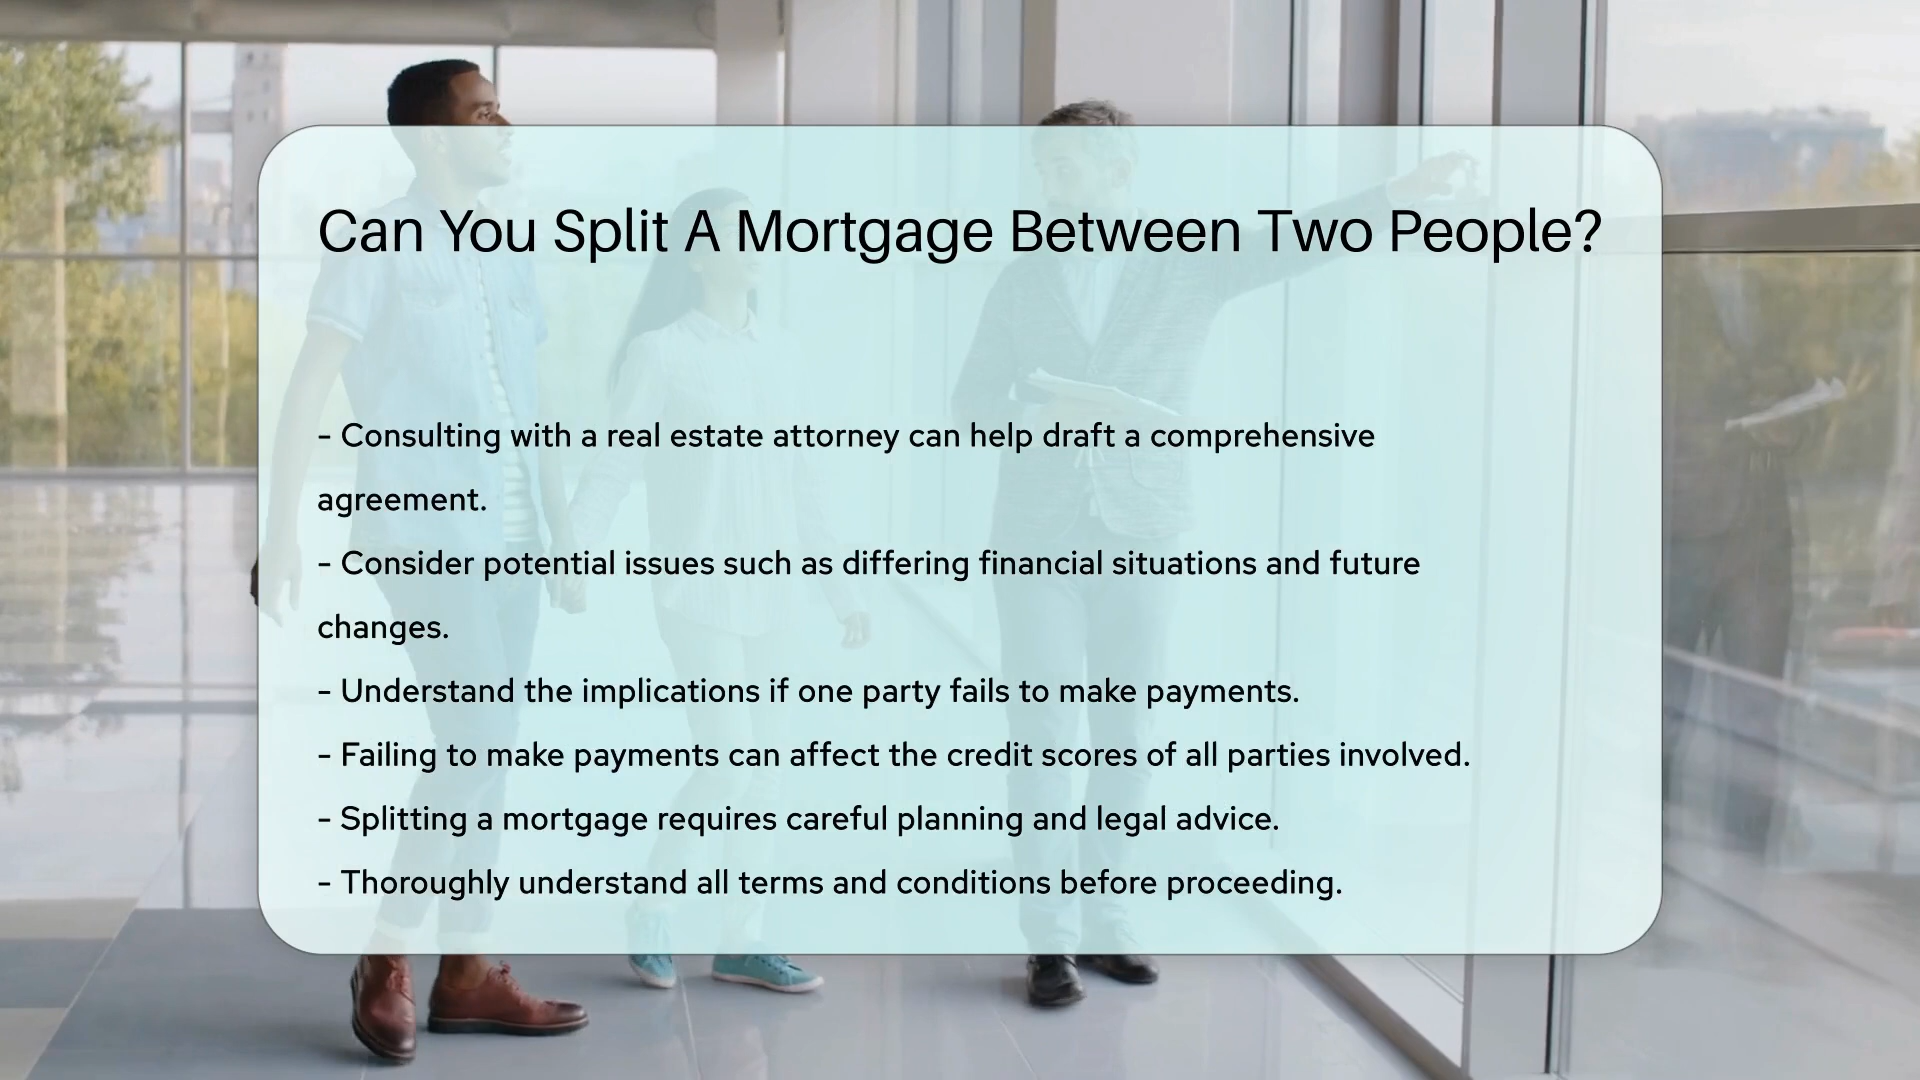 Can You Split A Mortgage Between Two People?
- Consulting with a real estate attorney can help draft a comprehensive
agreement.
- Consider potential issues such as differing financial situations and future
changes.
- Understand the implications if one party fails to make payments.
- Failing to make payments can affect the credit scores of all parties involved.
- Splitting a mortgage requires careful planning and legal advice.
- Thoroughly understand all terms and conditions before proceeding.